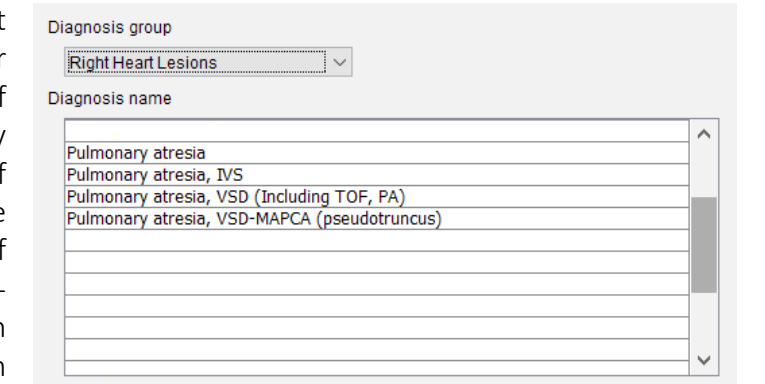 Diagnosis group
Right Heart Lesions
Diagnosis name
Pulmonary atresia
Pulmonary atresia, IVS
Pulmonary atresia, VSD (Including TOF, PA)
Pulmonary atresia, VSD-MAPCA (pseudotruncus)